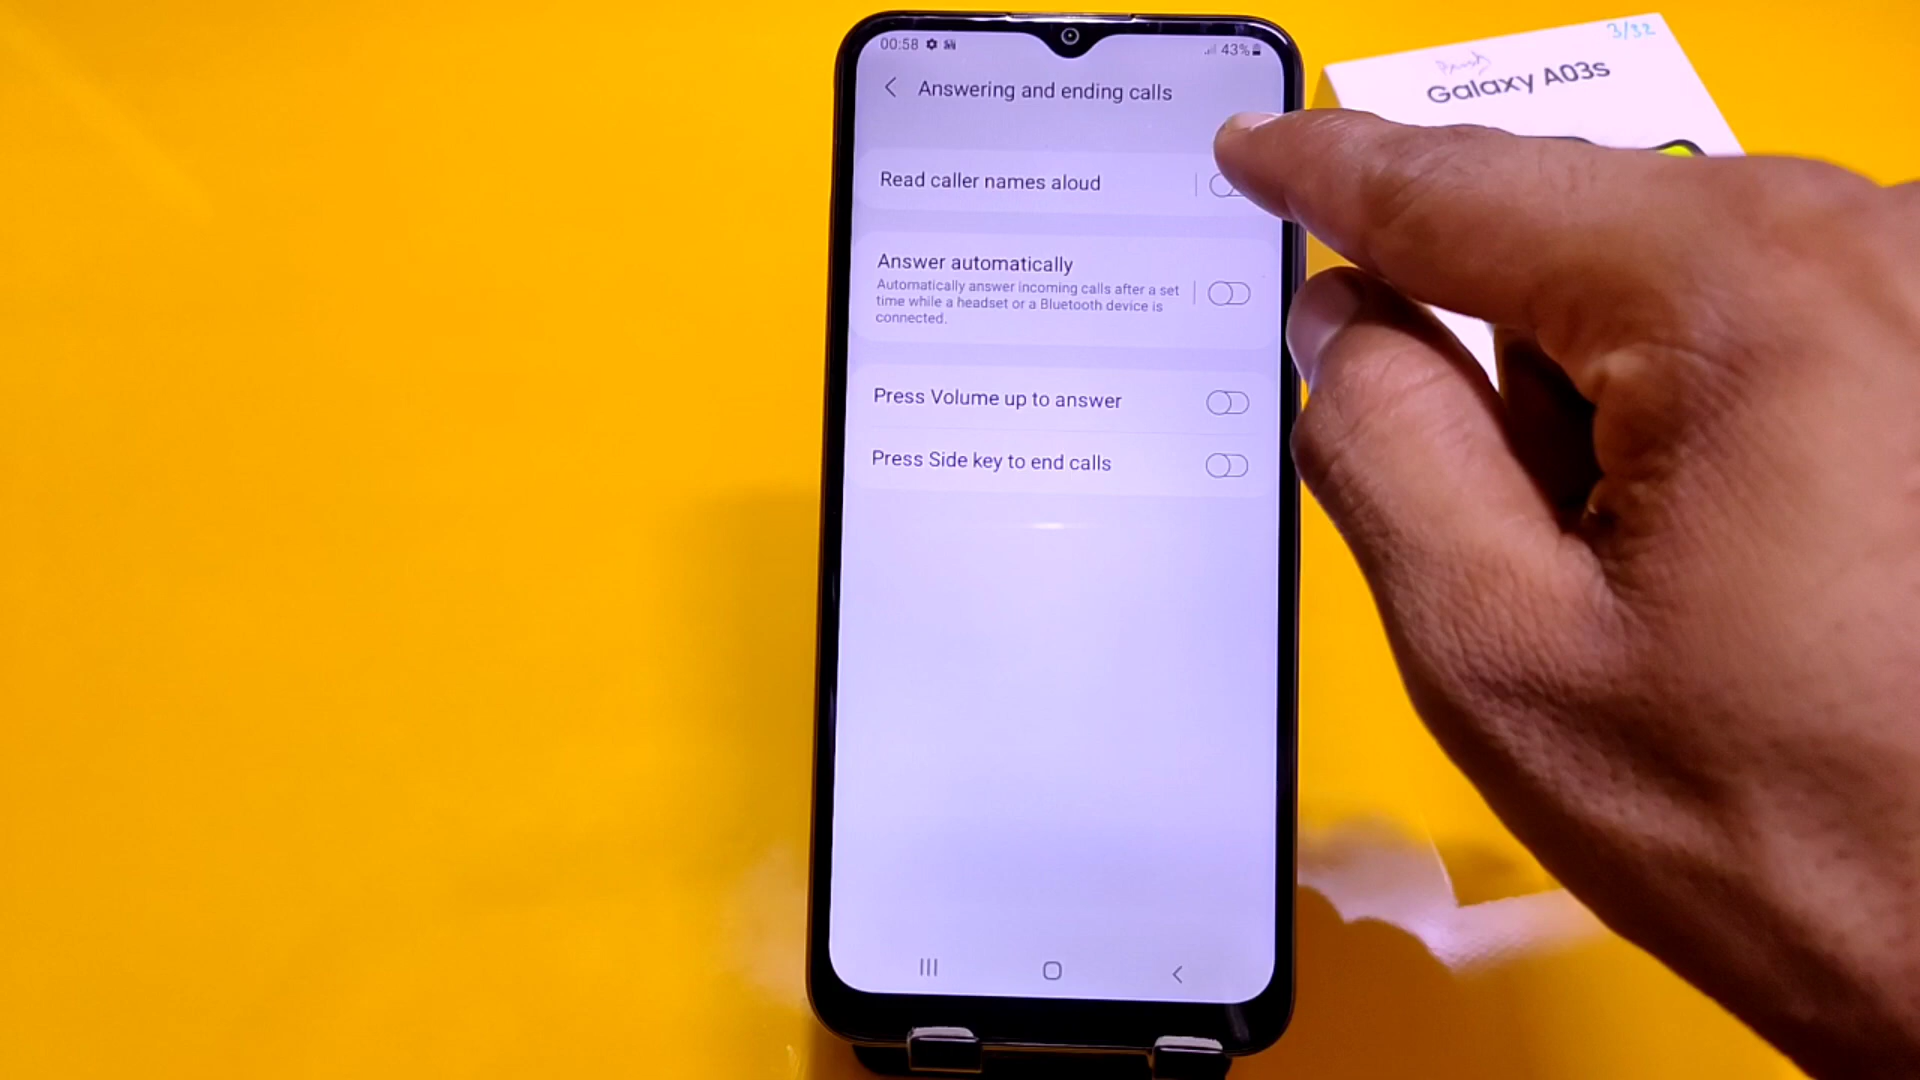 00:58
43%
Answering and ending calls
Read caller names aloud
Answer automatically
Automatically answer incoming calls after a set
time while a headset or a Bluetooth device is
connected.
Press Volume up to answer
Press Side key to end calls
3/32
Galaxy A03s